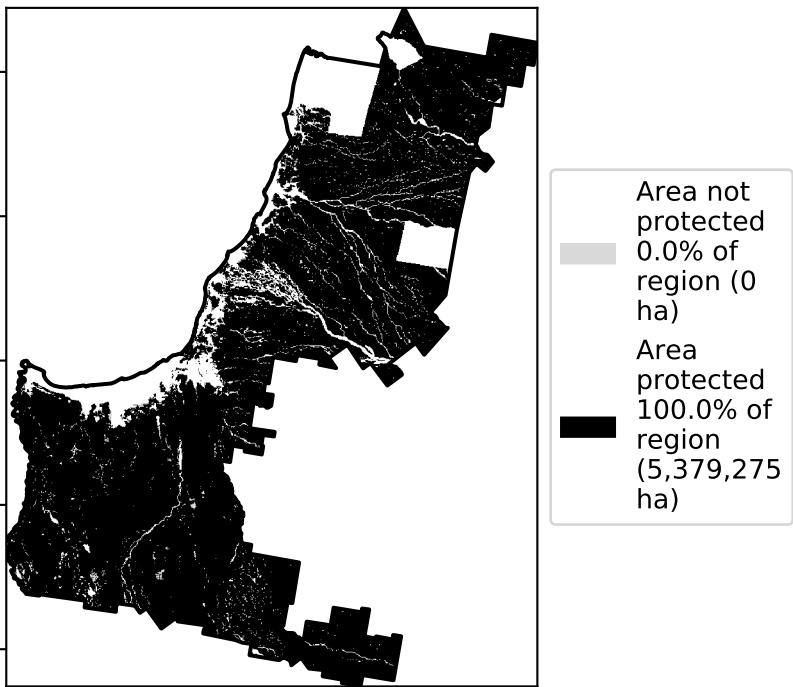 Area not
protected
0.0% of
region (0
ha)
Area
protected
100.0% of
region
(5,379,275
ha)